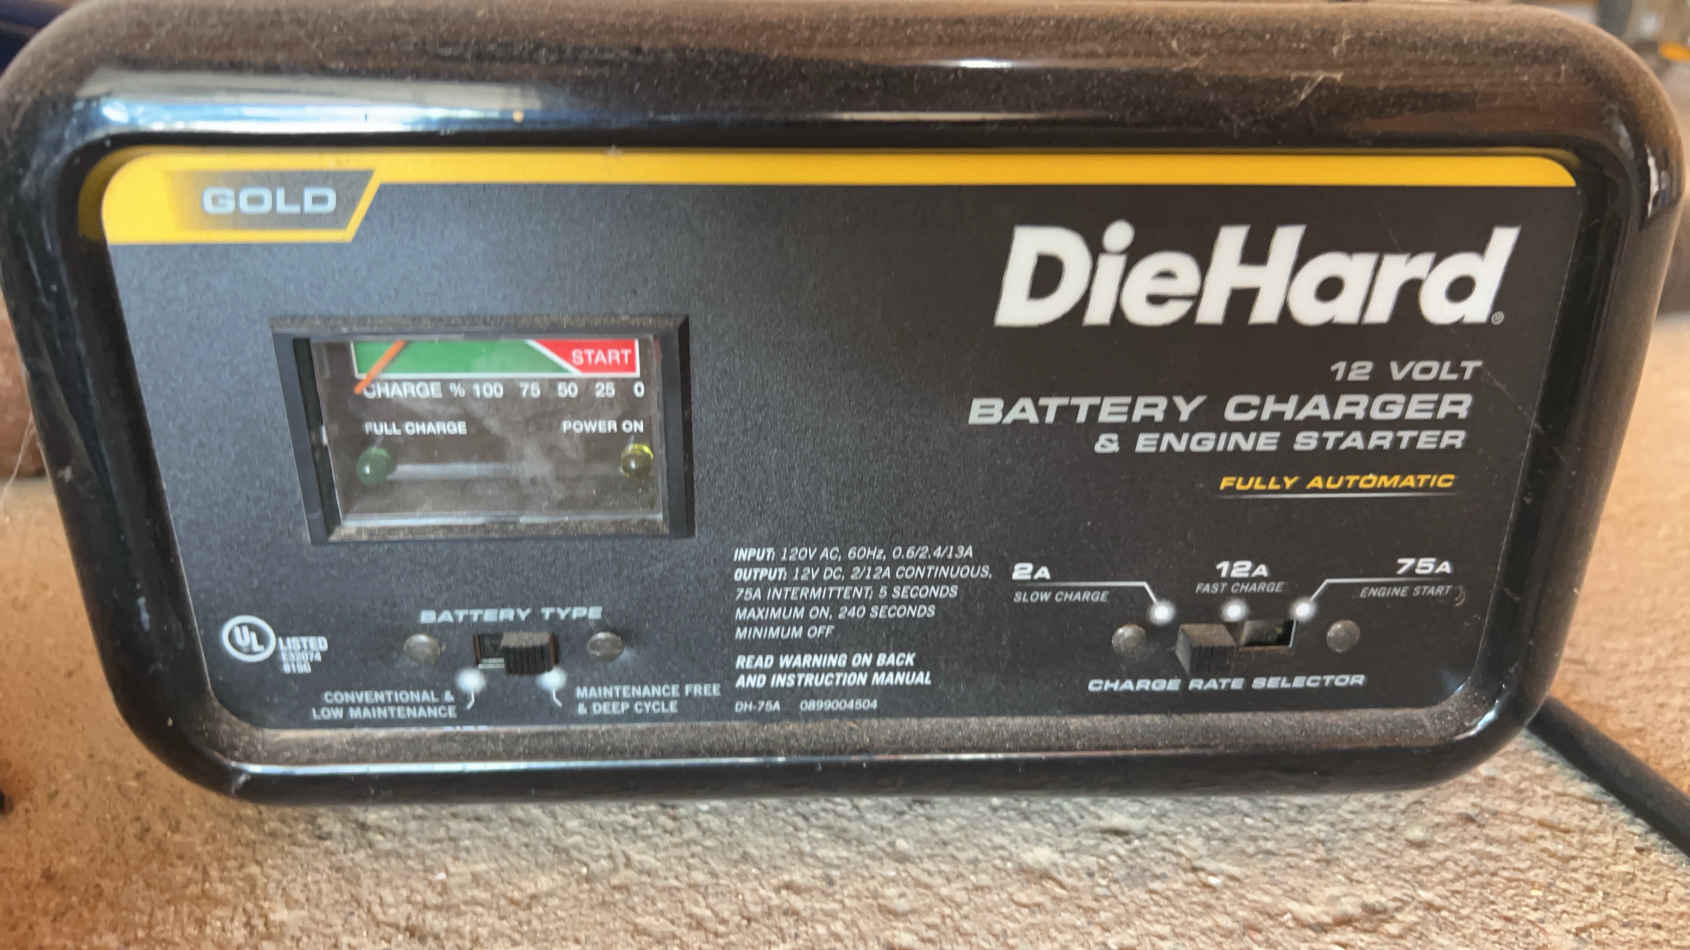 GOLD
DieHard®
12 VOLT
BATTERY CHARGER
& ENGINE STARTER
FULLY AUTOMATIC
START
CHARGE % 100 75 50 25 0
FULL CHARGE POWER ON
INPUT: 120V AC, 60Hz, 0.6/2.4/13A
OUTPUT: 12V DC, 2/12A CONTINUOUS,
75A INTERMITTENT, 5 SECONDS
MAXIMUM ON, 240 SECONDS
MINIMUM OFF
READ WARNING ON BACK
AND INSTRUCTION MANUAL
DH-75A 0899004504
2A
SLOW CHARGE
12A
FAST CHARGE
75A
ENGINE START
CHARGE RATE SELECTOR
BATTERY TYPE
CONVENTIONAL &
LOW MAINTENANCE
MAINTENANCE FREE
& DEEP CYCLE
UL
LISTED